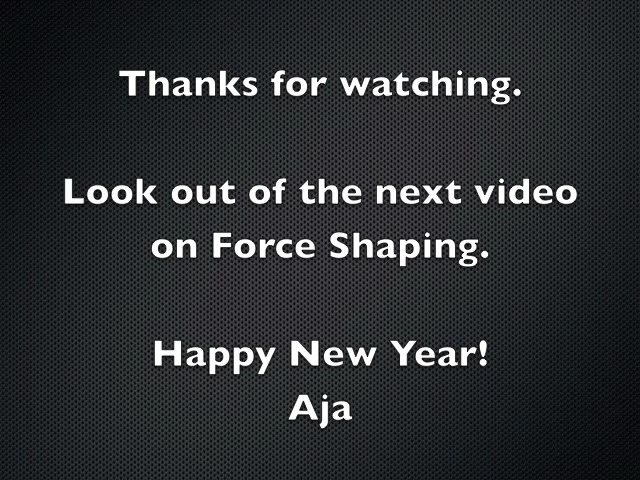 Thanks for watching.
Look out of the next video
on Force Shaping.
Happy New Year!
Aja